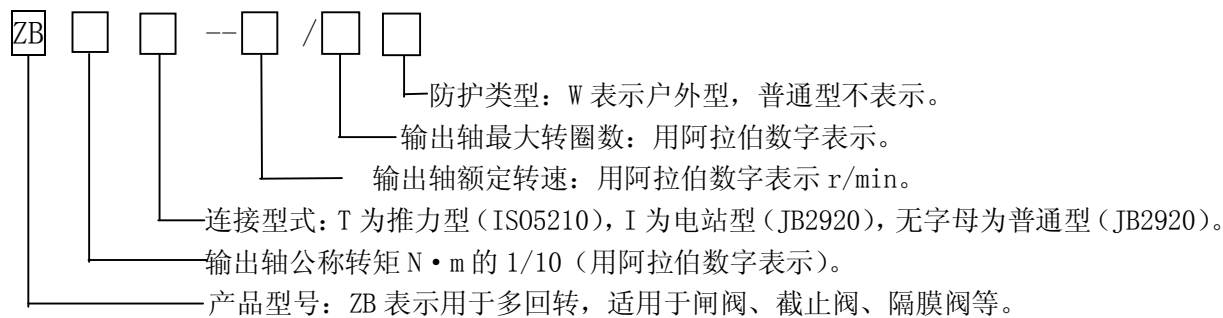 ZB □ □ --□ /□ □
防护类型：W 表示户外型，普通型不表示。
输出轴最大转圈数：用阿拉伯数字表示。
输出轴额定转速：用阿拉伯数字表示 r/min。
连接型式：T 为推力型（ISO5210），I 为电站型（JB2920），无字母为普通型（JB2920）。
输出轴公称转矩 N·m 的 1/10（用阿拉伯数字表示）。
产品型号：ZB 表示用于多回转，适用于闸阀、截止阀、隔膜阀等。